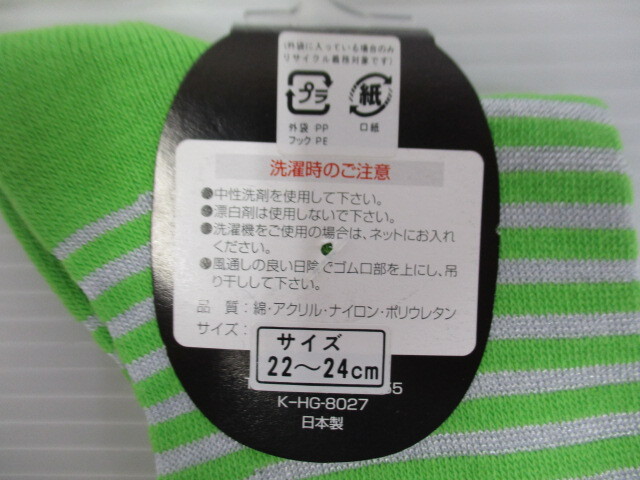 (外袋に入っている場合のみ
リサイクル義務対象です)
プラ
紙
外袋 PP
フック PE
口紙
洗濯時のご注意
●中性洗剤を使用して下さい。
●漂白剤は使用しないで下さい。
●洗濯機をご使用の場合は、ネットにお入れ
ください。
●風通しの良い日陰でゴム口部を上にし、吊
り干しして下さい。
品 質：綿・アクリル・ナイロン・ポリウレタン
サイズ：
サイズ
22〜24cm
K-HG-8027
日本製